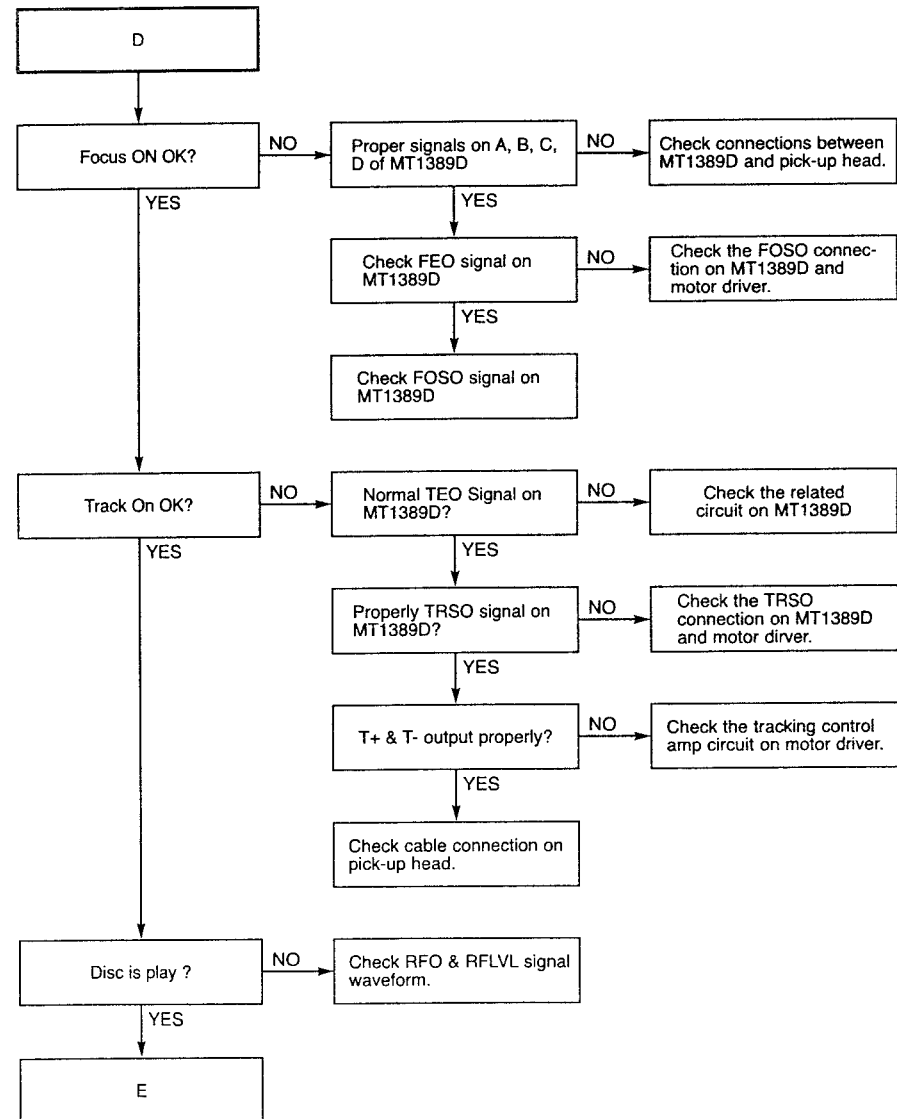 D
Focus ON OK?
NO
Proper signals on A, B, C,
D of MT1389D
NO
Check connections between
MT1389D and pick-up head.
YES
YES
Check FEO signal on
MT1389D
NO
Check the FOSO connec-
tion on MT1389D and
motor driver.
YES
Check FOSO signal on
MT1389D
Track On OK?
NO
Normal TEO Signal on
MT1389D?
NO
Check the related
circuit on MT1389D
YES
YES
Properly TRSO signal on
MT1389D?
NO
Check the TRSO
connection on MT1389D
and motor dirver.
YES
T+ & T- output properly?
NO
Check the tracking control
amp circuit on motor driver.
YES
Check cable connection on
pick-up head.
Disc is play ?
NO
Check RFO & RFLVL signal
waveform.
YES
E